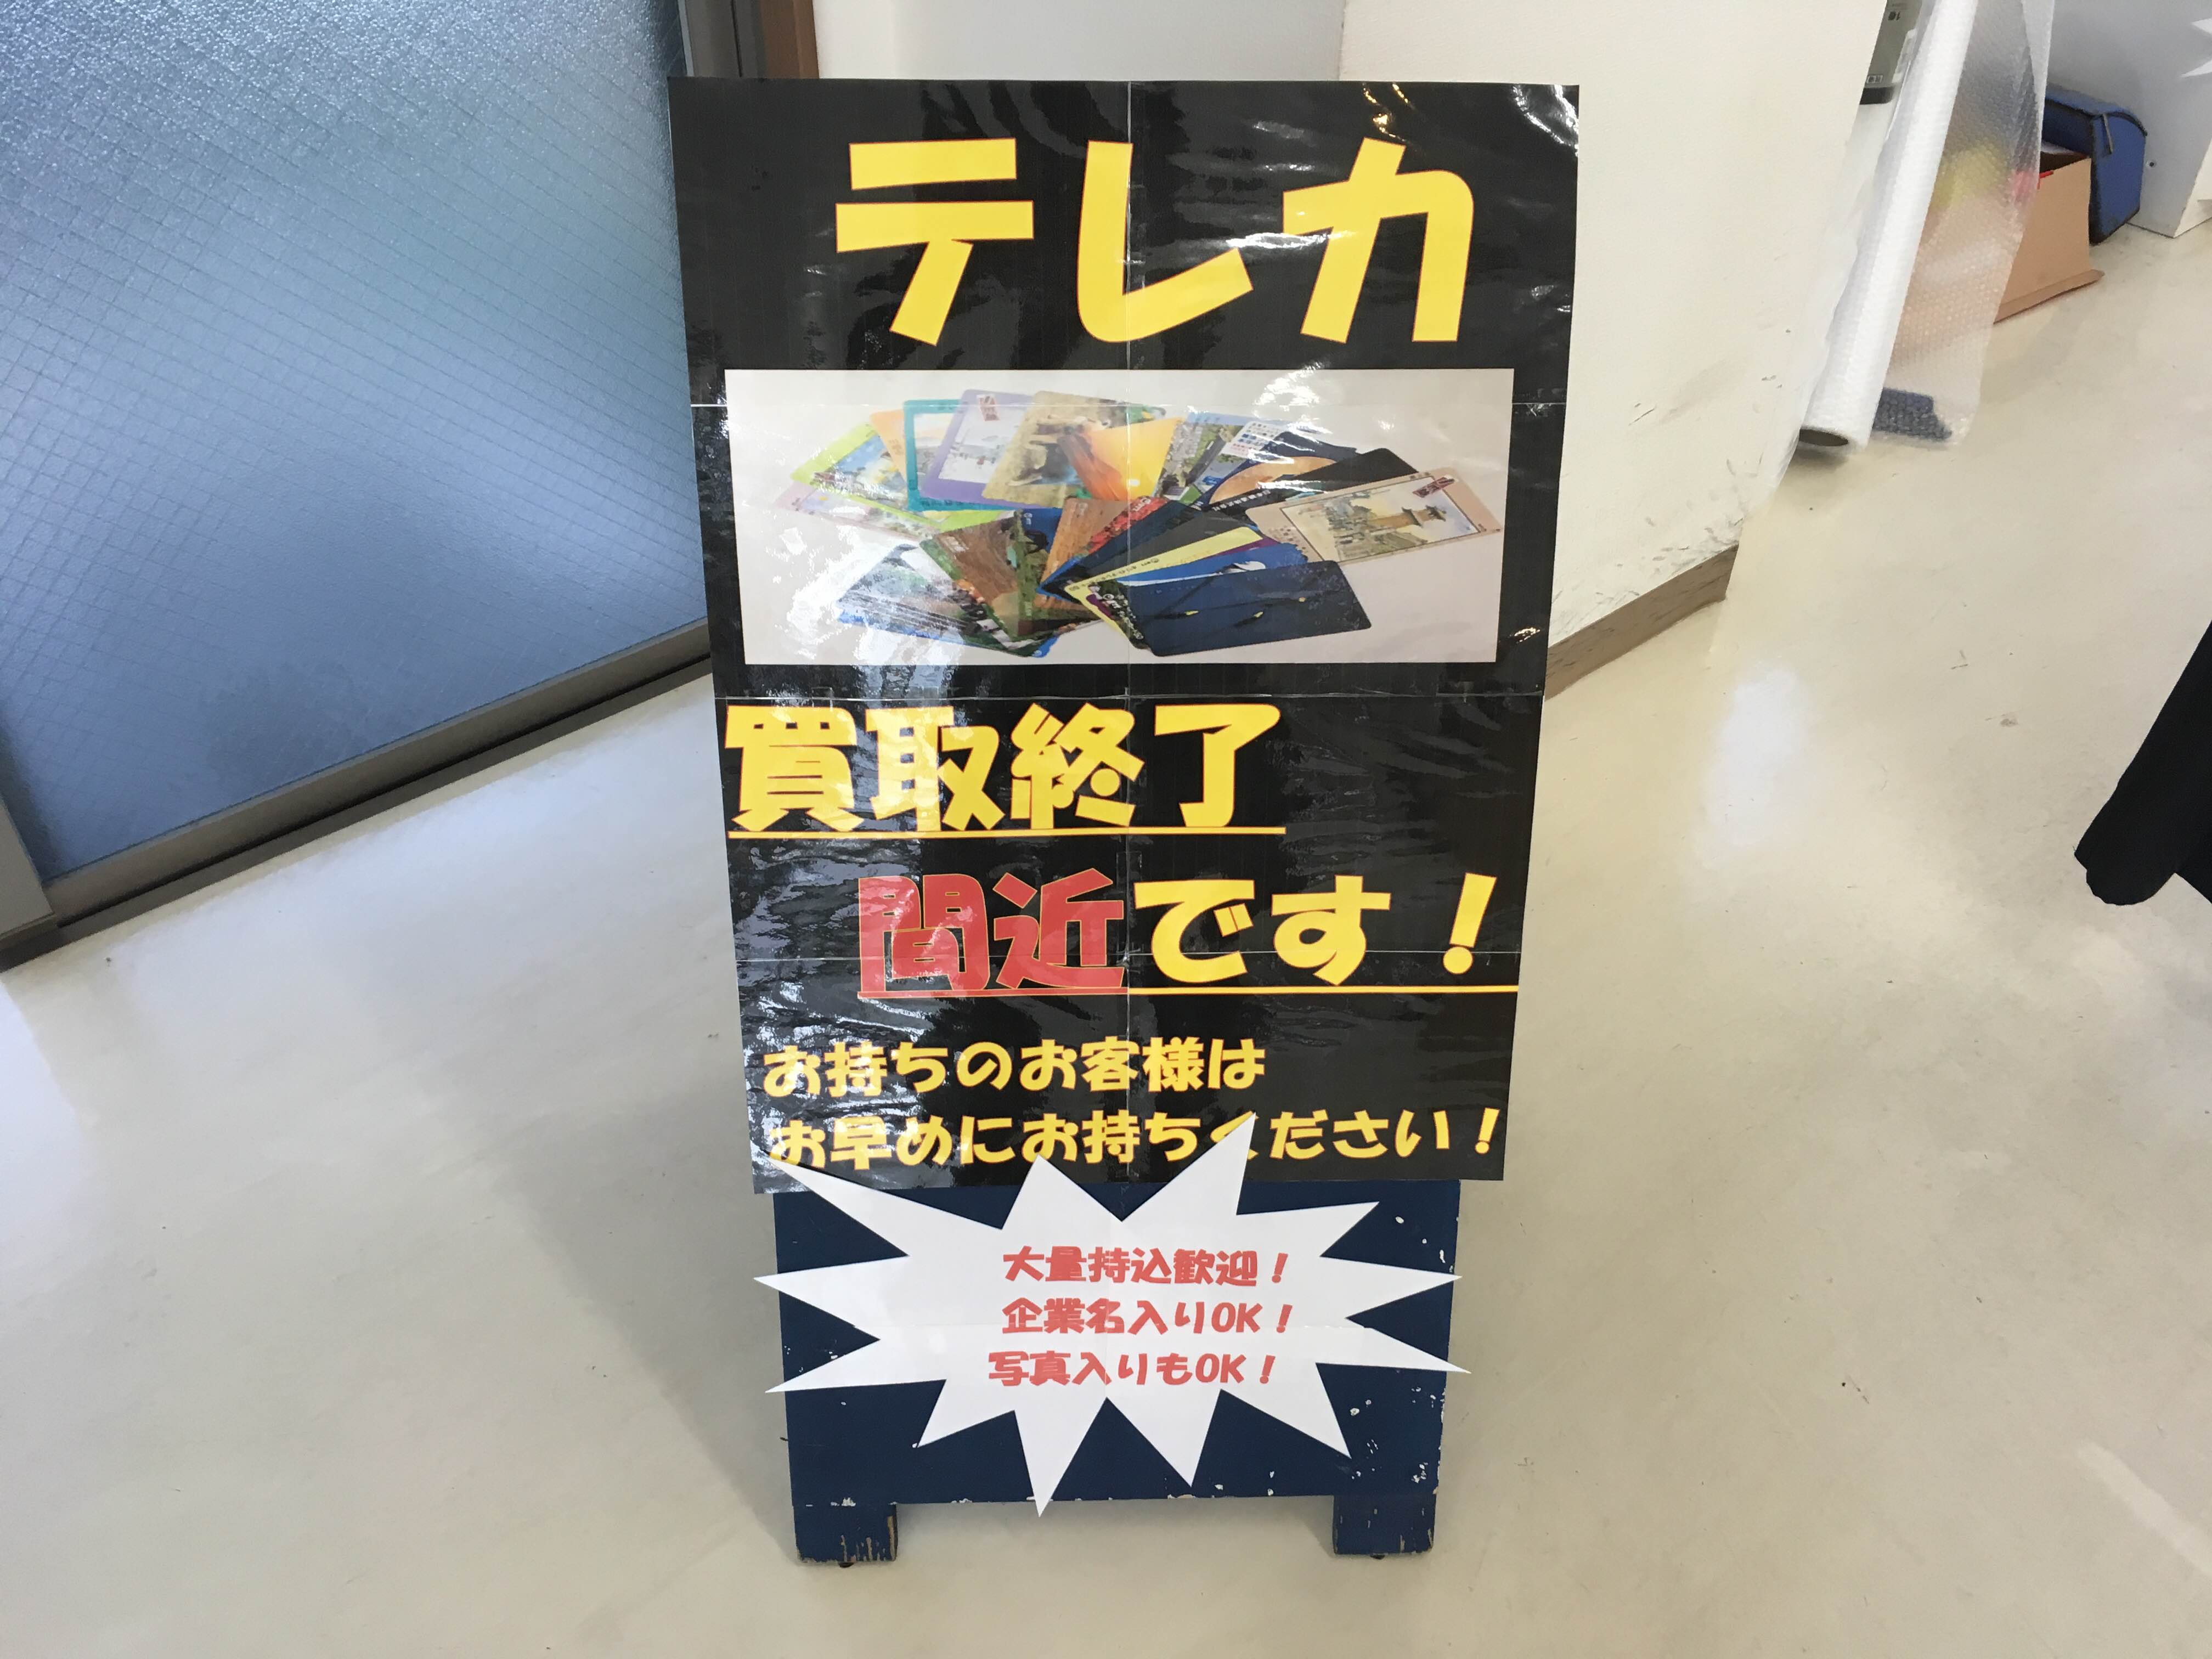 テレカ
買取終了
間近です！
お持ちのお客様は
お早めにお持ちください！
大量持込歓迎！
企業名入りOK！
写真入りもOK！